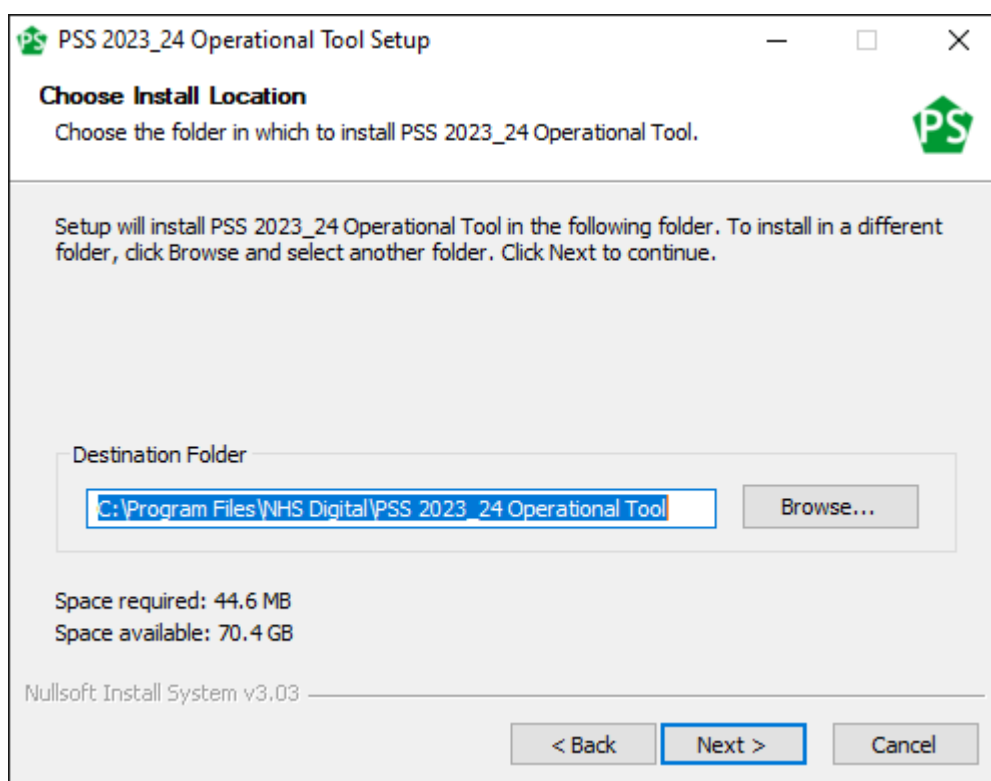 PS PSS 2023_24 Operational Tool Setup
Choose Install Location
Choose the folder in which to install PSS 2023_24 Operational Tool.
PS
Setup will install PSS 2023_24 Operational Tool in the following folder. To install in a different
folder, click Browse and select another folder. Click Next to continue.
Destination Folder
C:\Program Files\NHS Digital\PSS 2023_24 Operational Tool
Browse...
Space required: 44.6 MB
Space available: 70.4 GB
Nullsoft Install System v3.03
< Back
Next >
Cancel